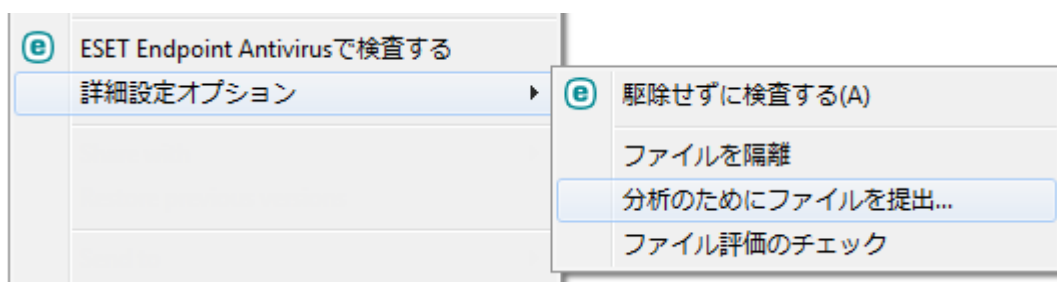 ESET Endpoint Antivirusで検査する
詳細設定オプション
駆除せずに検査する(A)
ファイルを隔離
分析のためにファイルを提出...
ファイル評価のチェック